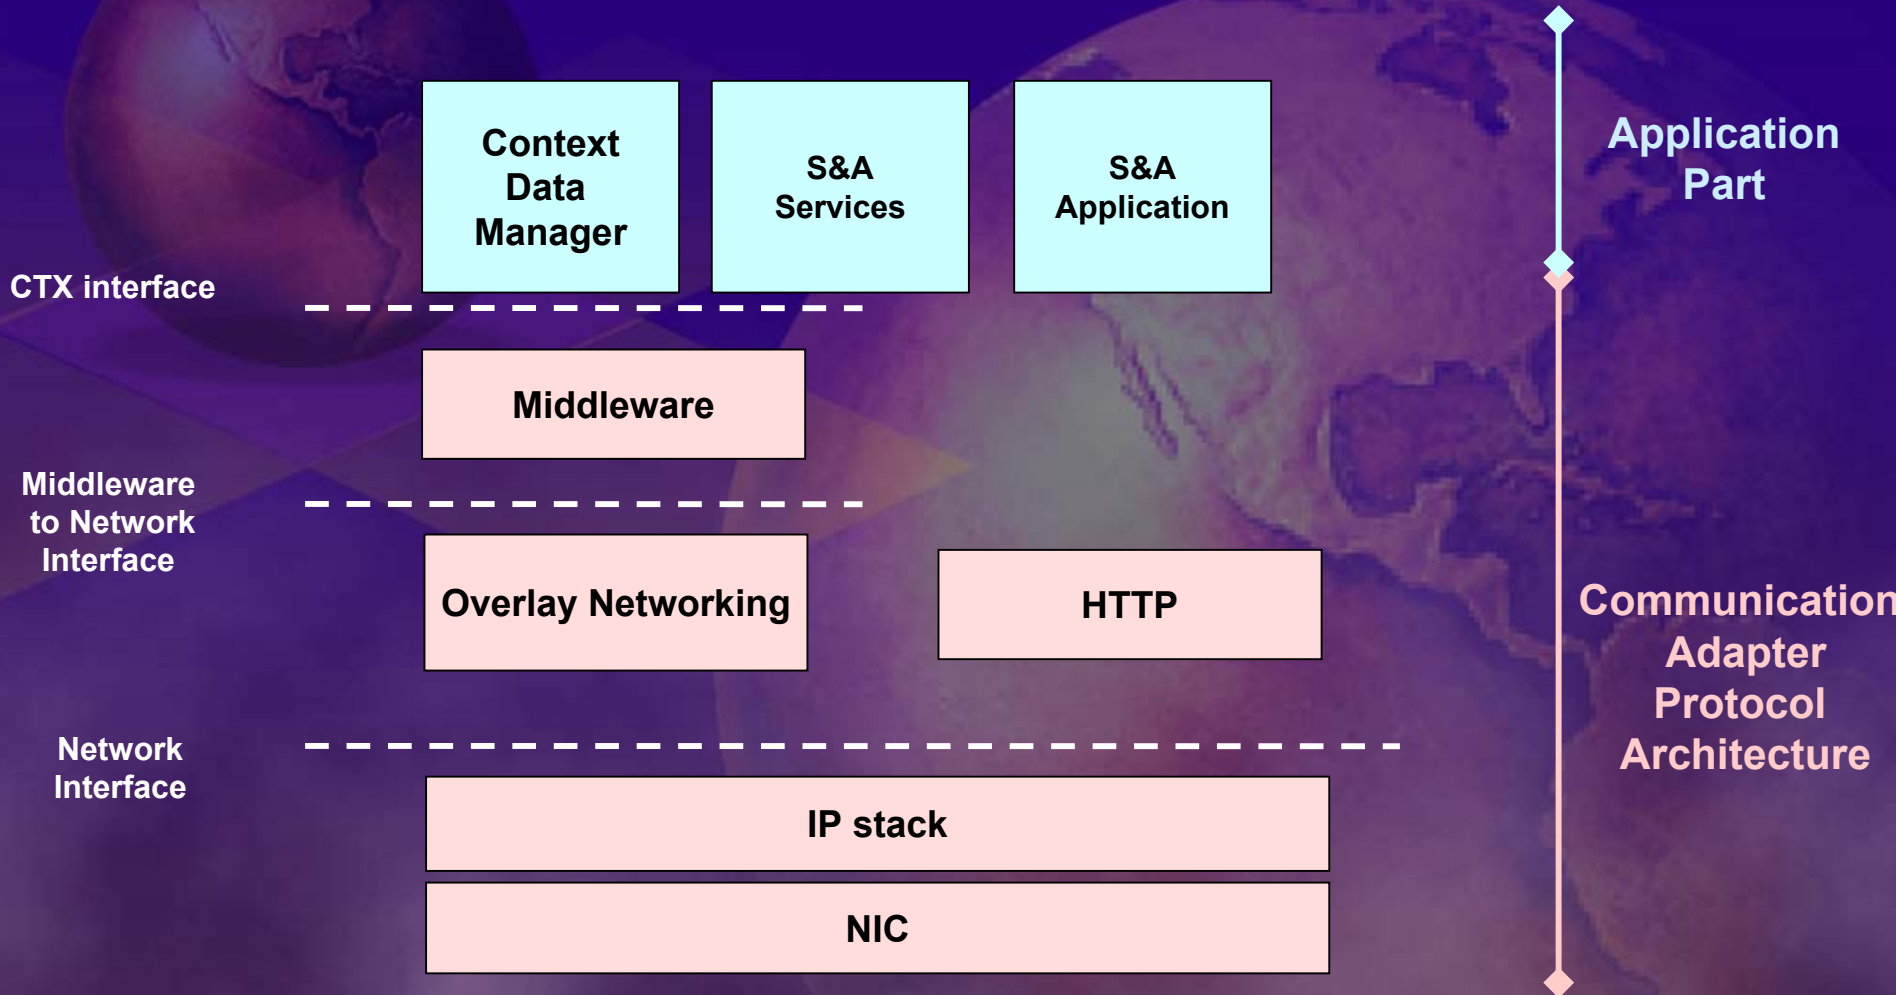 Context
Data
Manager
S&A
Services
S&A
Application
Application
Part
CTX interface
Middleware
Middleware
to Network
Interface
Overlay Networking
HTTP
Communication
Adapter
Protocol
Architecture
Network
Interface
IP stack
NIC